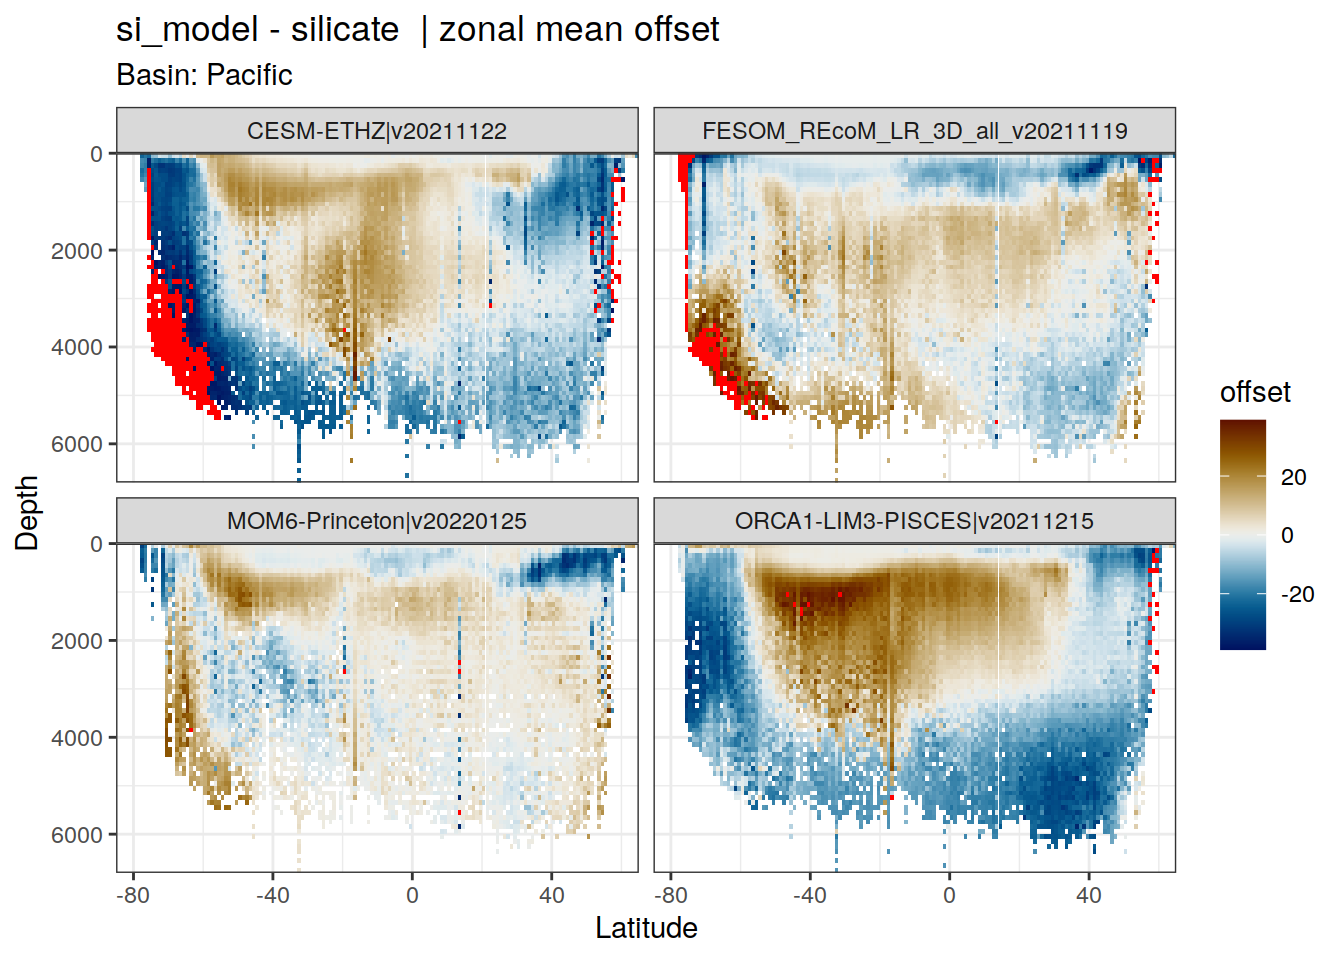 si_model - silicate | zonal mean offset
Basin: Pacific
CESM-ETHZ|v20211122
FESOM_REcoM_LR_3D_all_v20211119
0
2000
4000
6000
MOM6-Princeton|v20220125
ORCA1-LIM3-PISCES|v20211215
0
2000
4000
6000
-80
-40
0
40
-80
-40
0
40
Latitude
Depth
offset
20
0
-20